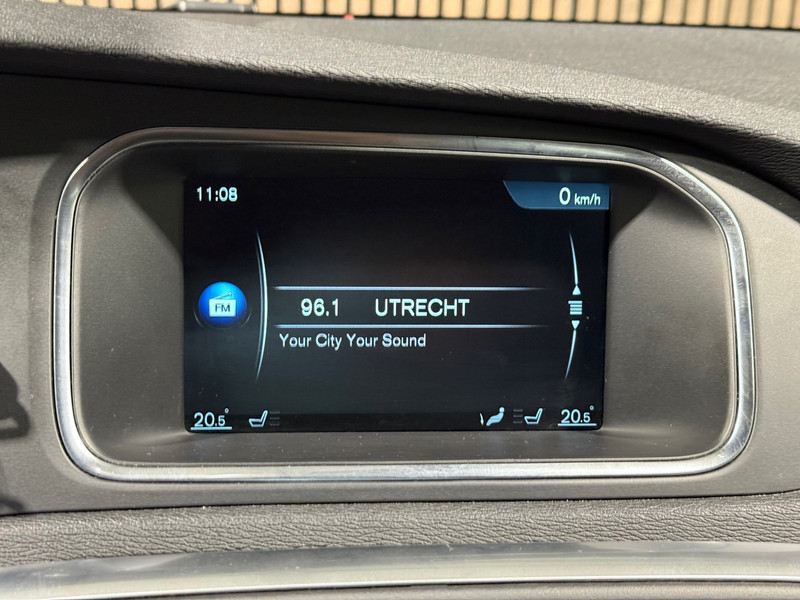 11:08
0 km/h
FM
96.1 UTRECHT
Your City Your Sound
20.5° 20.5°